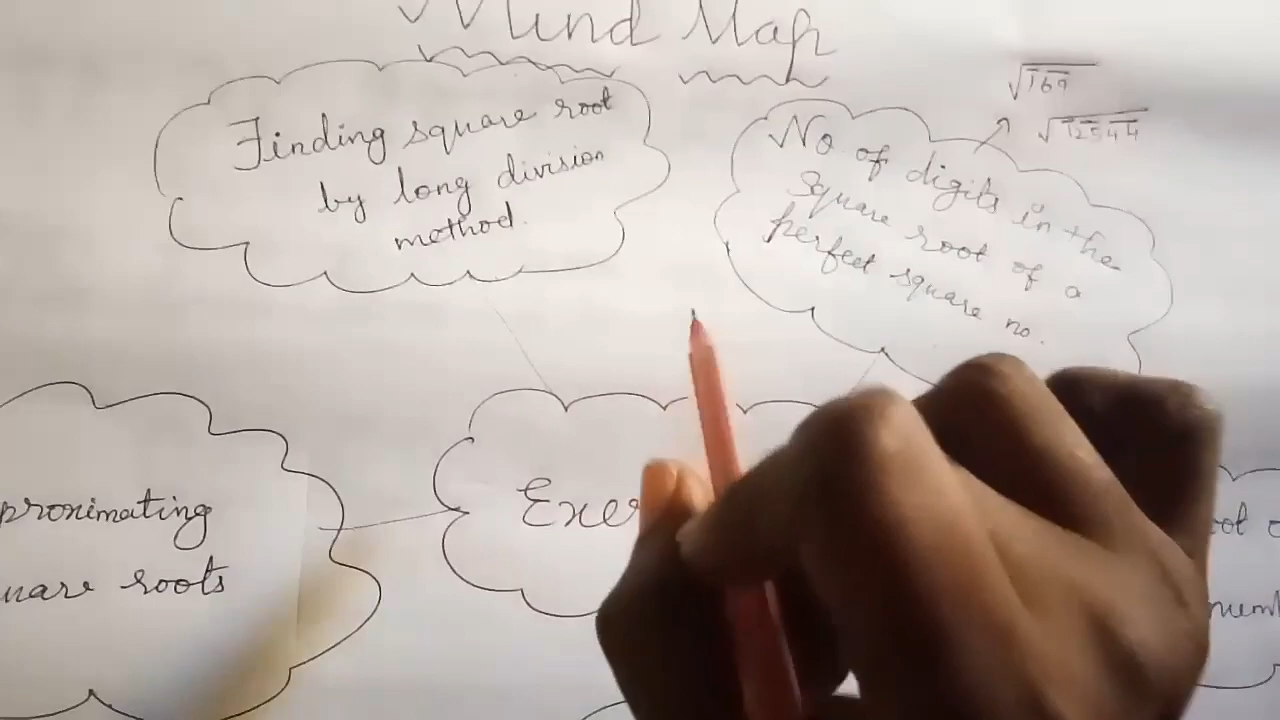 Mind Map
Finding square root
by long division
method.
√169
√12544
No of digits in the
square root of a
perfect square no.
proximating
uare roots
Exer
numb